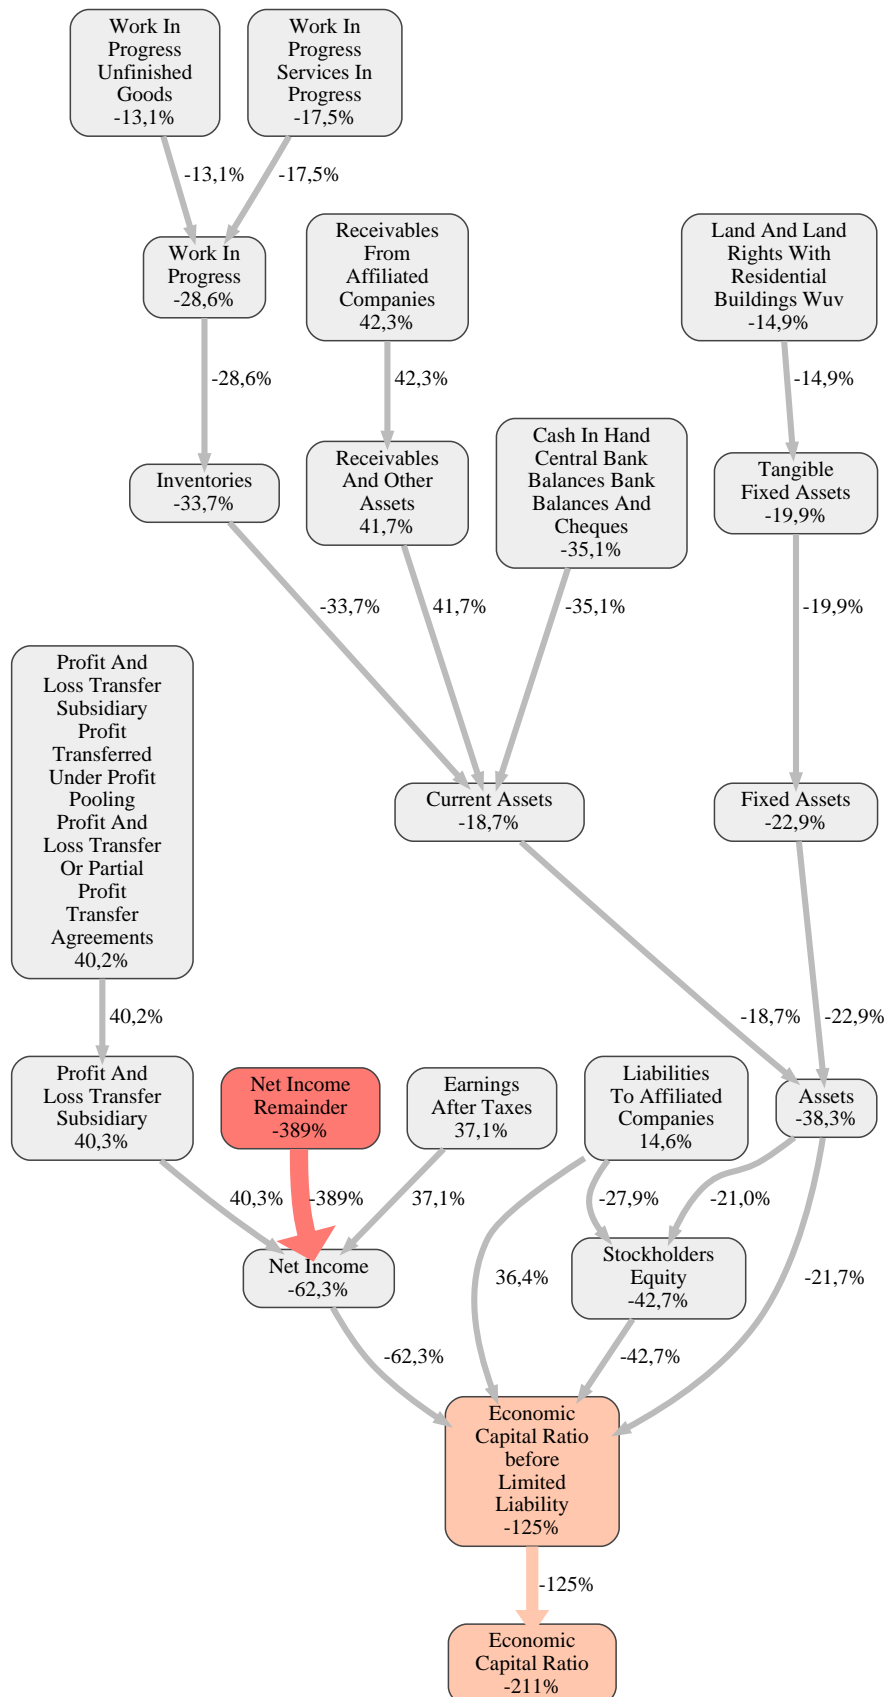 Work In
Progress
Unfinished
Goods
-13,1%
Work In
Progress
Services In
Progress
-17,5%
-13,1%
-17,5%
Work In
Progress
-28,6%
Receivables
From
Affiliated
Companies
42,3%
Land And Land
Rights With
Residential
Buildings Wuv
-14,9%
-28,6%
42,3%
-14,9%
Inventories
-33,7%
Receivables
And Other
Assets
41,7%
Cash In Hand
Central Bank
Balances Bank
Balances And
Cheques
-35,1%
Tangible
Fixed Assets
-19,9%
-33,7%
41,7%
-35,1%
-19,9%
Profit And
Loss Transfer
Subsidiary
Profit
Transferred
Under Profit
Pooling
Profit And
Loss Transfer
Or Partial
Profit
Transfer
Agreements
40,2%
Current Assets
-18,7%
Fixed Assets
-22,9%
40,2%
-18,7%
-22,9%
Profit And
Loss Transfer
Subsidiary
40,3%
Net Income
Remainder
-389%
Earnings
After Taxes
37,1%
Liabilities
To Affiliated
Companies
14,6%
Assets
-38,3%
40,3%
-389%
37,1%
-27,9%
-21,0%
Net Income
-62,3%
36,4%
Stockholders
Equity
-42,7%
-21,7%
-62,3%
-42,7%
Economic
Capital Ratio
before
Limited
Liability
-125%
-125%
Economic
Capital Ratio
-211%